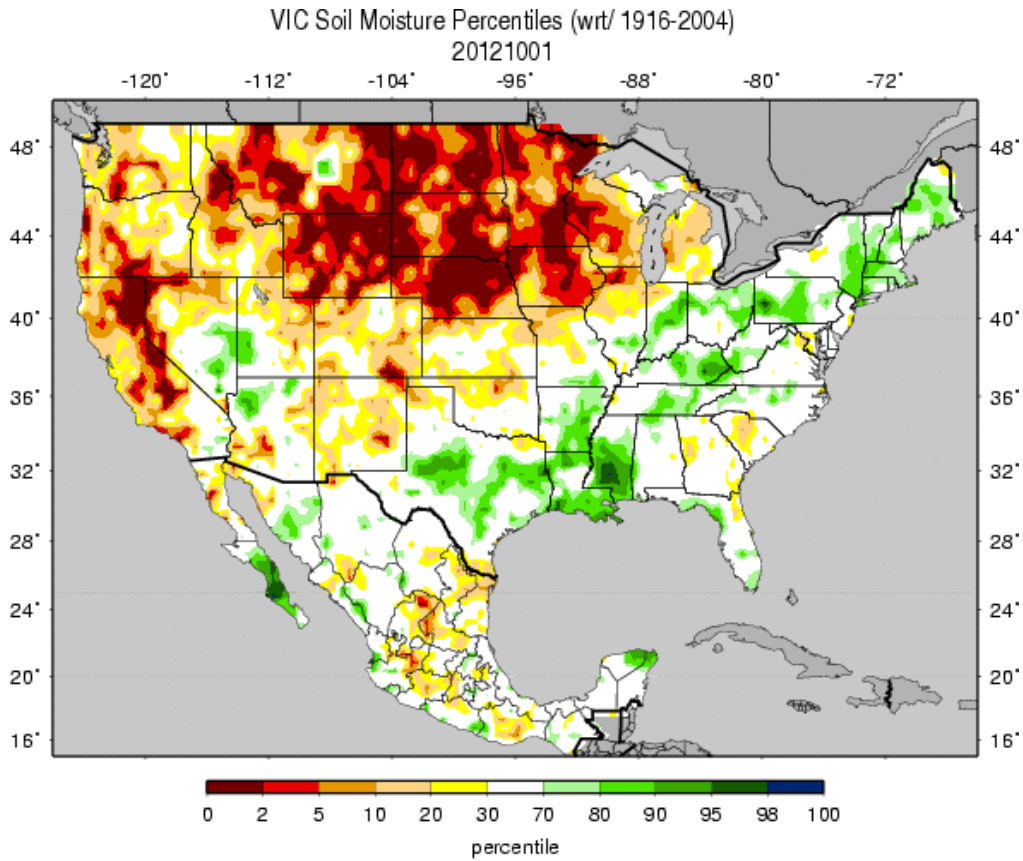 VIC Soil Moisture Percentiles (wrt/ 1916-2004)
20121001
-120˚ -112˚ -104˚ -96˚ -88˚ -80˚ -72˚
48˚ 48˚
44˚ 44˚
40˚ 40˚
36˚ 36˚
32˚ 32˚
28˚ 28˚
24˚ 24˚
20˚ 20˚
16˚ 16˚
0 2 5 10 20 30 70 80 90 95 98 100
percentile